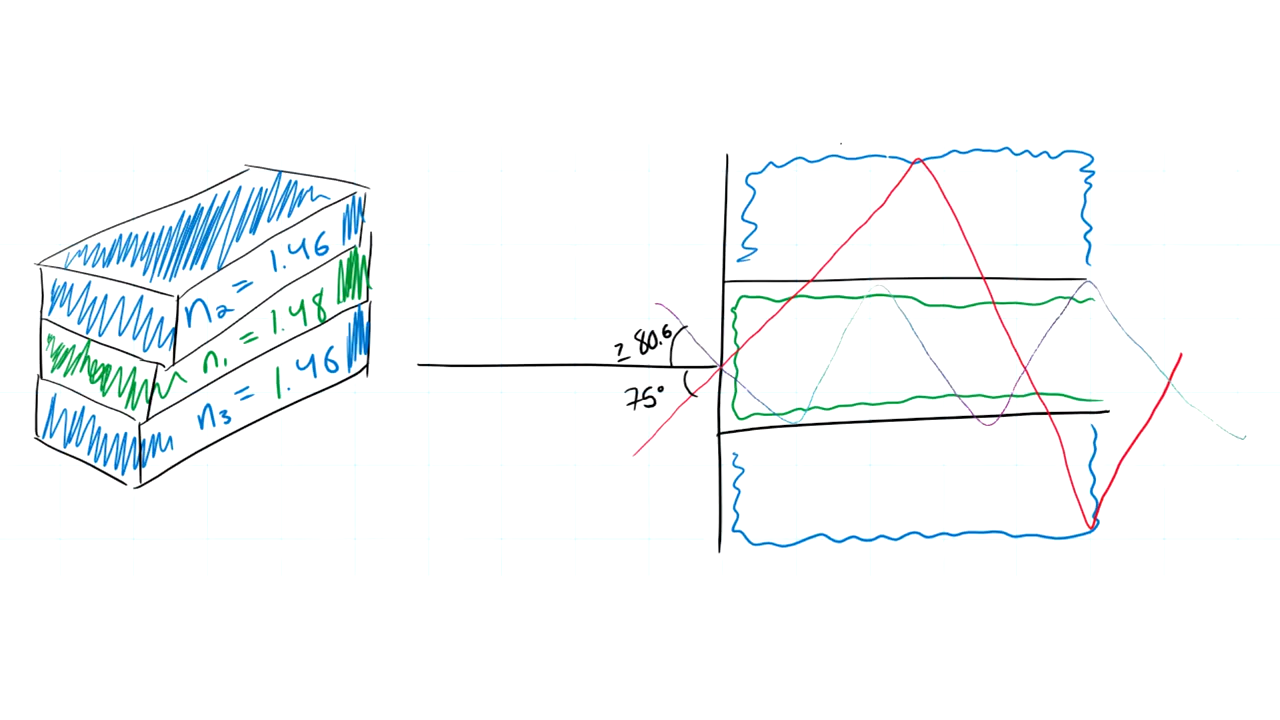 n₂ = 1.46
n₁ = 1.48
n₃ = 1.46
≥ 80.6
75°